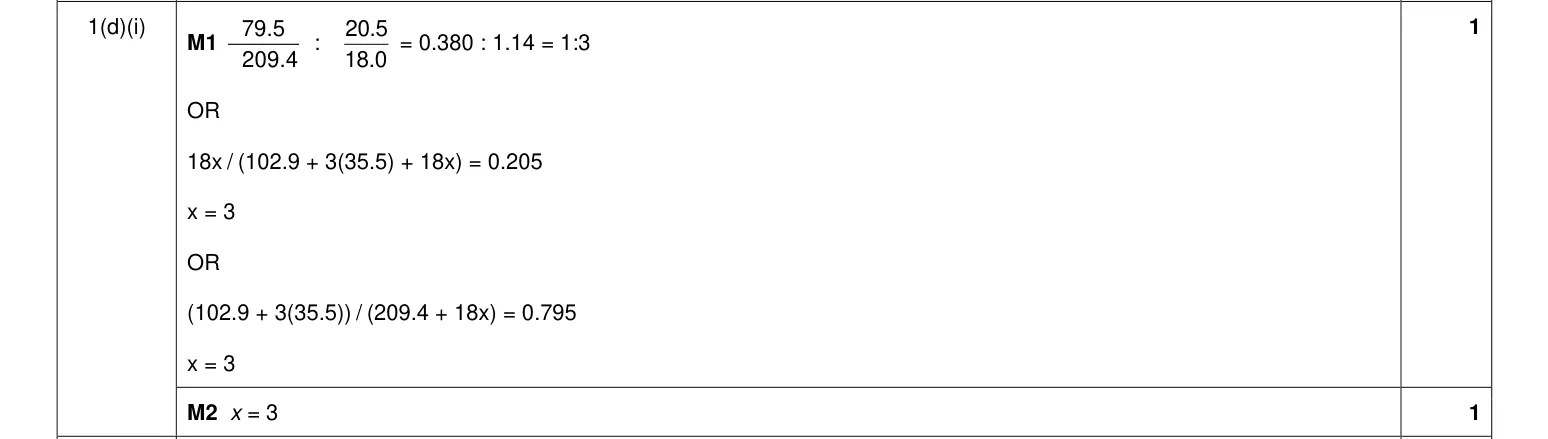 1(d)(i)
M1 79.5/209.4 : 20.5/18.0 = 0.380 : 1.14 = 1:3
1
OR
18x / (102.9 + 3(35.5) + 18x) = 0.205
x = 3
OR
(102.9 + 3(35.5)) / (209.4 + 18x) = 0.795
x = 3
M2 x = 3
1